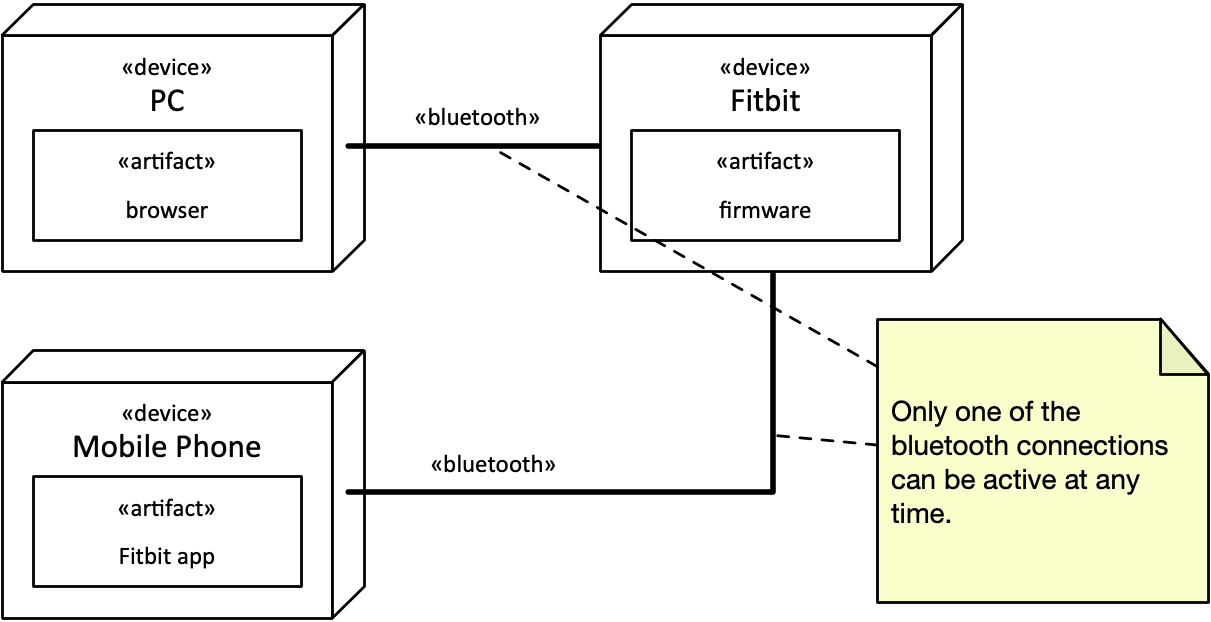 «device»
PC
«artifact»
browser
«bluetooth»
«device»
Fitbit
«artifact»
firmware
«device»
Mobile Phone
«artifact»
Fitbit app
«bluetooth»
Only one of the
bluetooth connections
can be active at any
time.